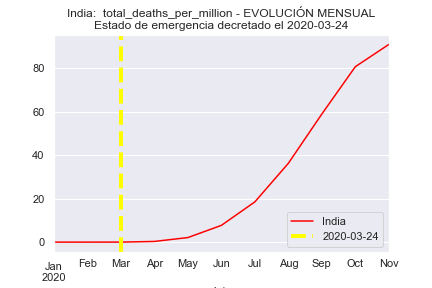 India:  total_deaths_per_million - EVOLUCIÓN MENSUAL
Estado de emergencia decretado el 2020-03-24
80
60
40
20
0
Jan Feb Mar Apr May Jun Jul Aug Sep Oct Nov
2020
India
2020-03-24